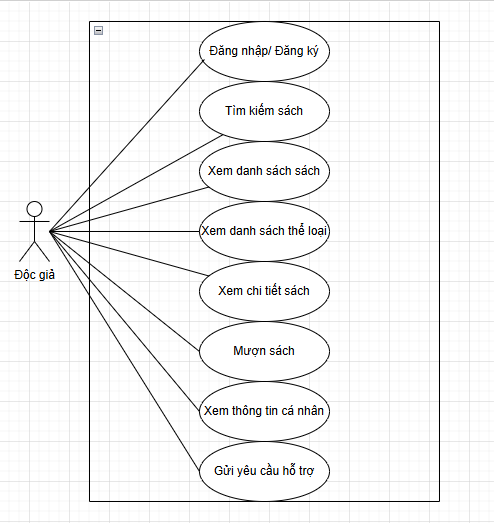 Đăng nhập/ Đăng ký
Tìm kiếm sách
Xem danh sách sách
Xem danh sách thể loại
Độc giả
Xem chi tiết sách
Mượn sách
Xem thông tin cá nhân
Gửi yêu cầu hỗ trợ